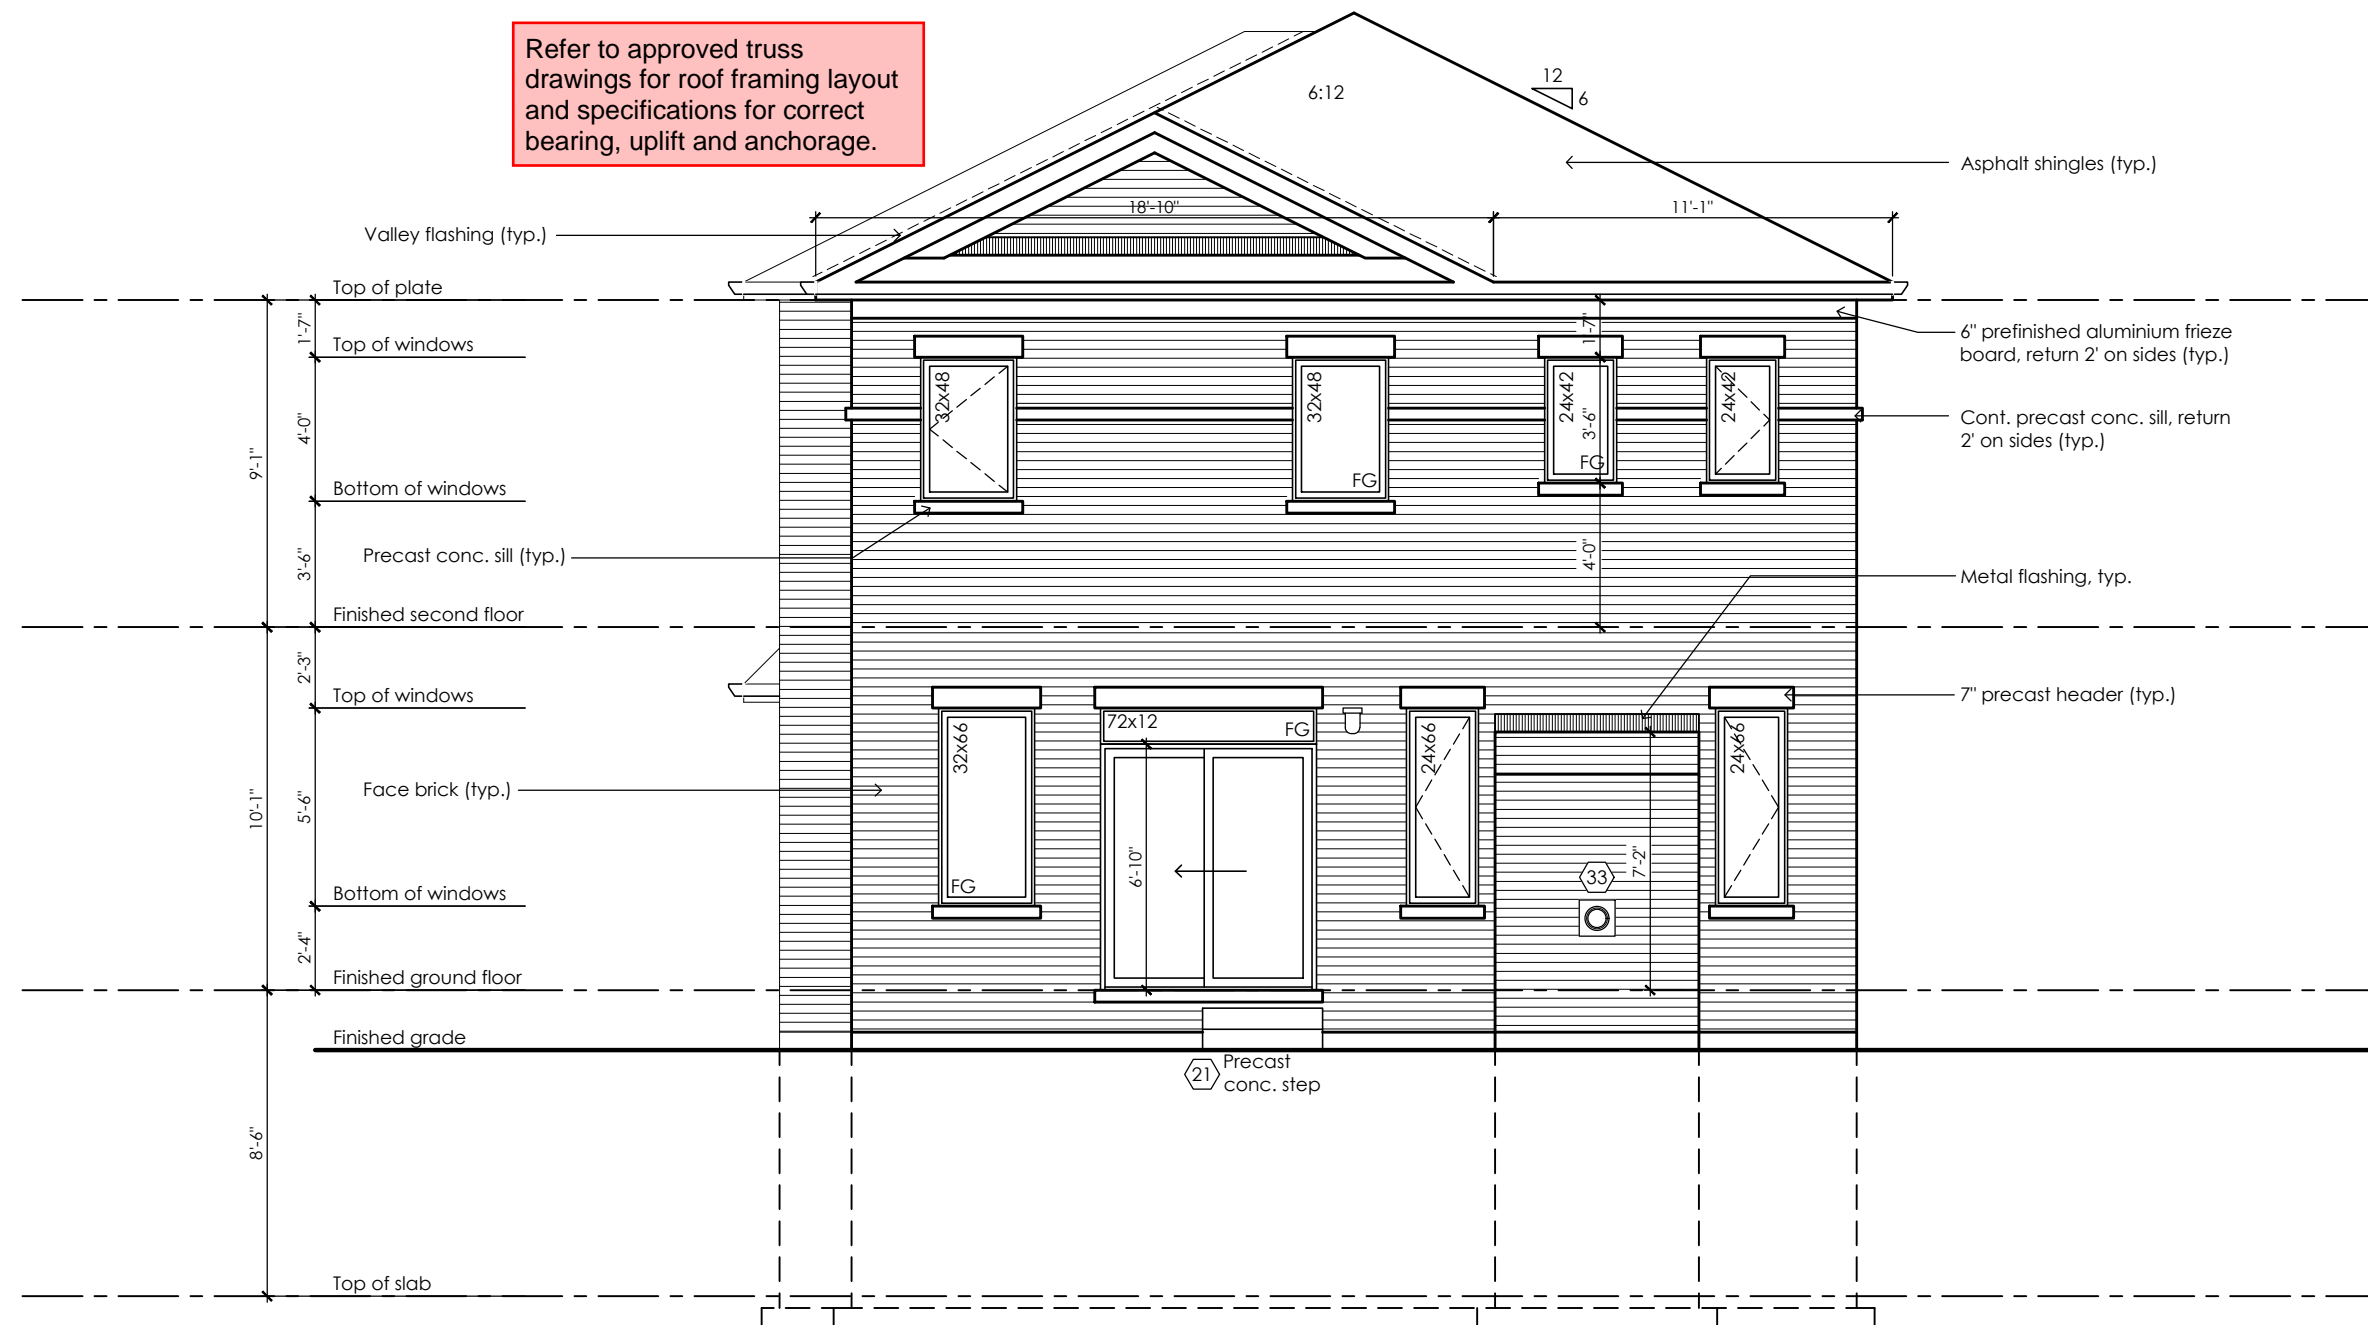 Refer to approved truss
drawings for roof framing layout
and specifications for correct
bearing, uplift and anchorage.
12
6
6:12
Asphalt shingles (typ.)
18'-10"
11'-1"
Valley flashing (typ.)
Top of plate
1'-7"
1'-7"
6" prefinished aluminium frieze
board, return 2' on sides (typ.)
Top of windows
32x48
32x48
24x42
24x42
4'-0"
3'-6"
Cont. precast conc. sill, return
2' on sides (typ.)
9'-1"
FG
FG
Bottom of windows
Precast conc. sill (typ.)
3'-6"
4'-0"
Metal flashing, typ.
Finished second floor
2'-3"
Top of windows
7" precast header (typ.)
72x12
FG
32x66
24x66
24x66
Face brick (typ.)
10'-1"
5'-6"
6'-10"
7'-2"
33
FG
Bottom of windows
2'-4"
Finished ground floor
Finished grade
21
Precast
conc. step
8'-6"
Top of slab